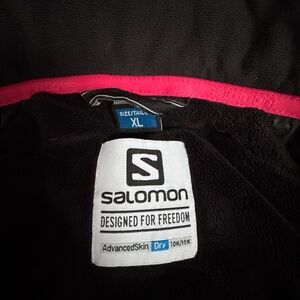 SIZE/TAILLE
XL
S
SALOMON
DESIGNED FOR FREEDOM
AdvancedSkin Dry 10K/10K